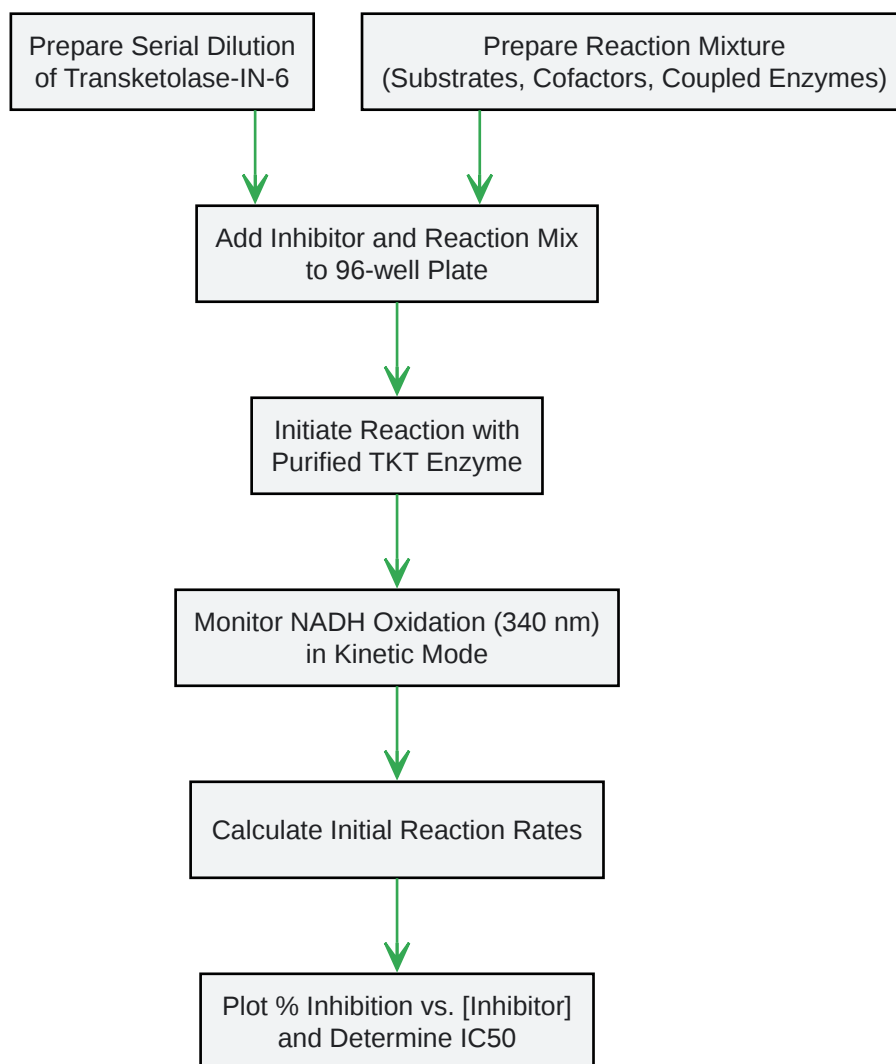 Prepare Serial Dilution
of Transketolase-IN-6
Prepare Reaction Mixture
(Substrates, Cofactors, Coupled Enzymes)
Add Inhibitor and Reaction Mix
to 96-well Plate
Initiate Reaction with
Purified TKT Enzyme
Monitor NADH Oxidation (340 nm)
in Kinetic Mode
Calculate Initial Reaction Rates
Plot % Inhibition vs. [Inhibitor]
and Determine IC50